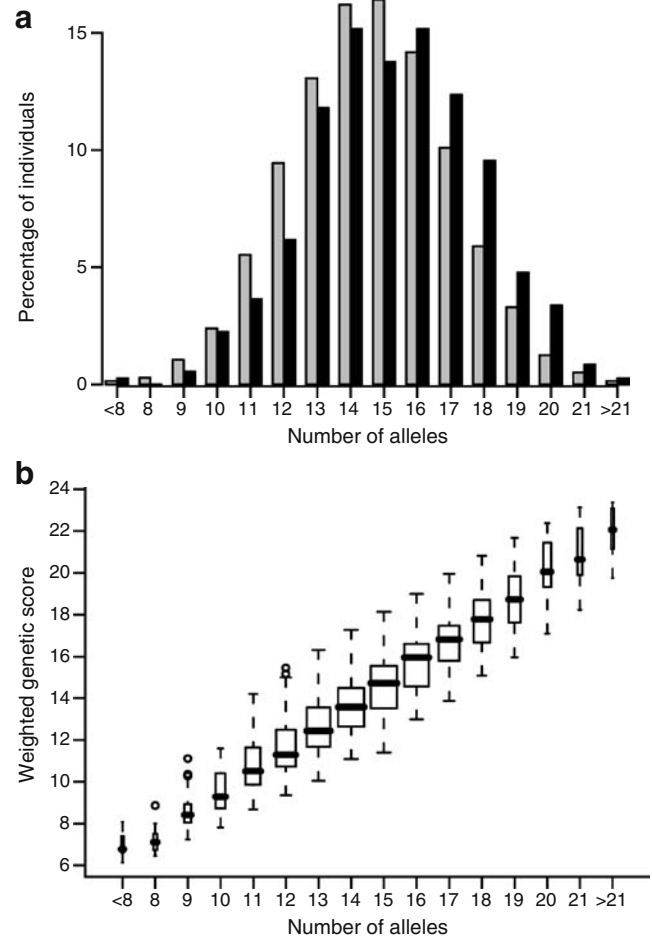 a
15
10
5
0
Percentage of individuals
<8 8 9 10 11 12 13 14 15 16 17 18 19 20 21 >21
Number of alleles
b
24
22
20
18
16
14
12
10
8
6
Weighted genetic score
<8 8 9 10 11 12 13 14 15 16 17 18 19 20 21 >21
Number of alleles